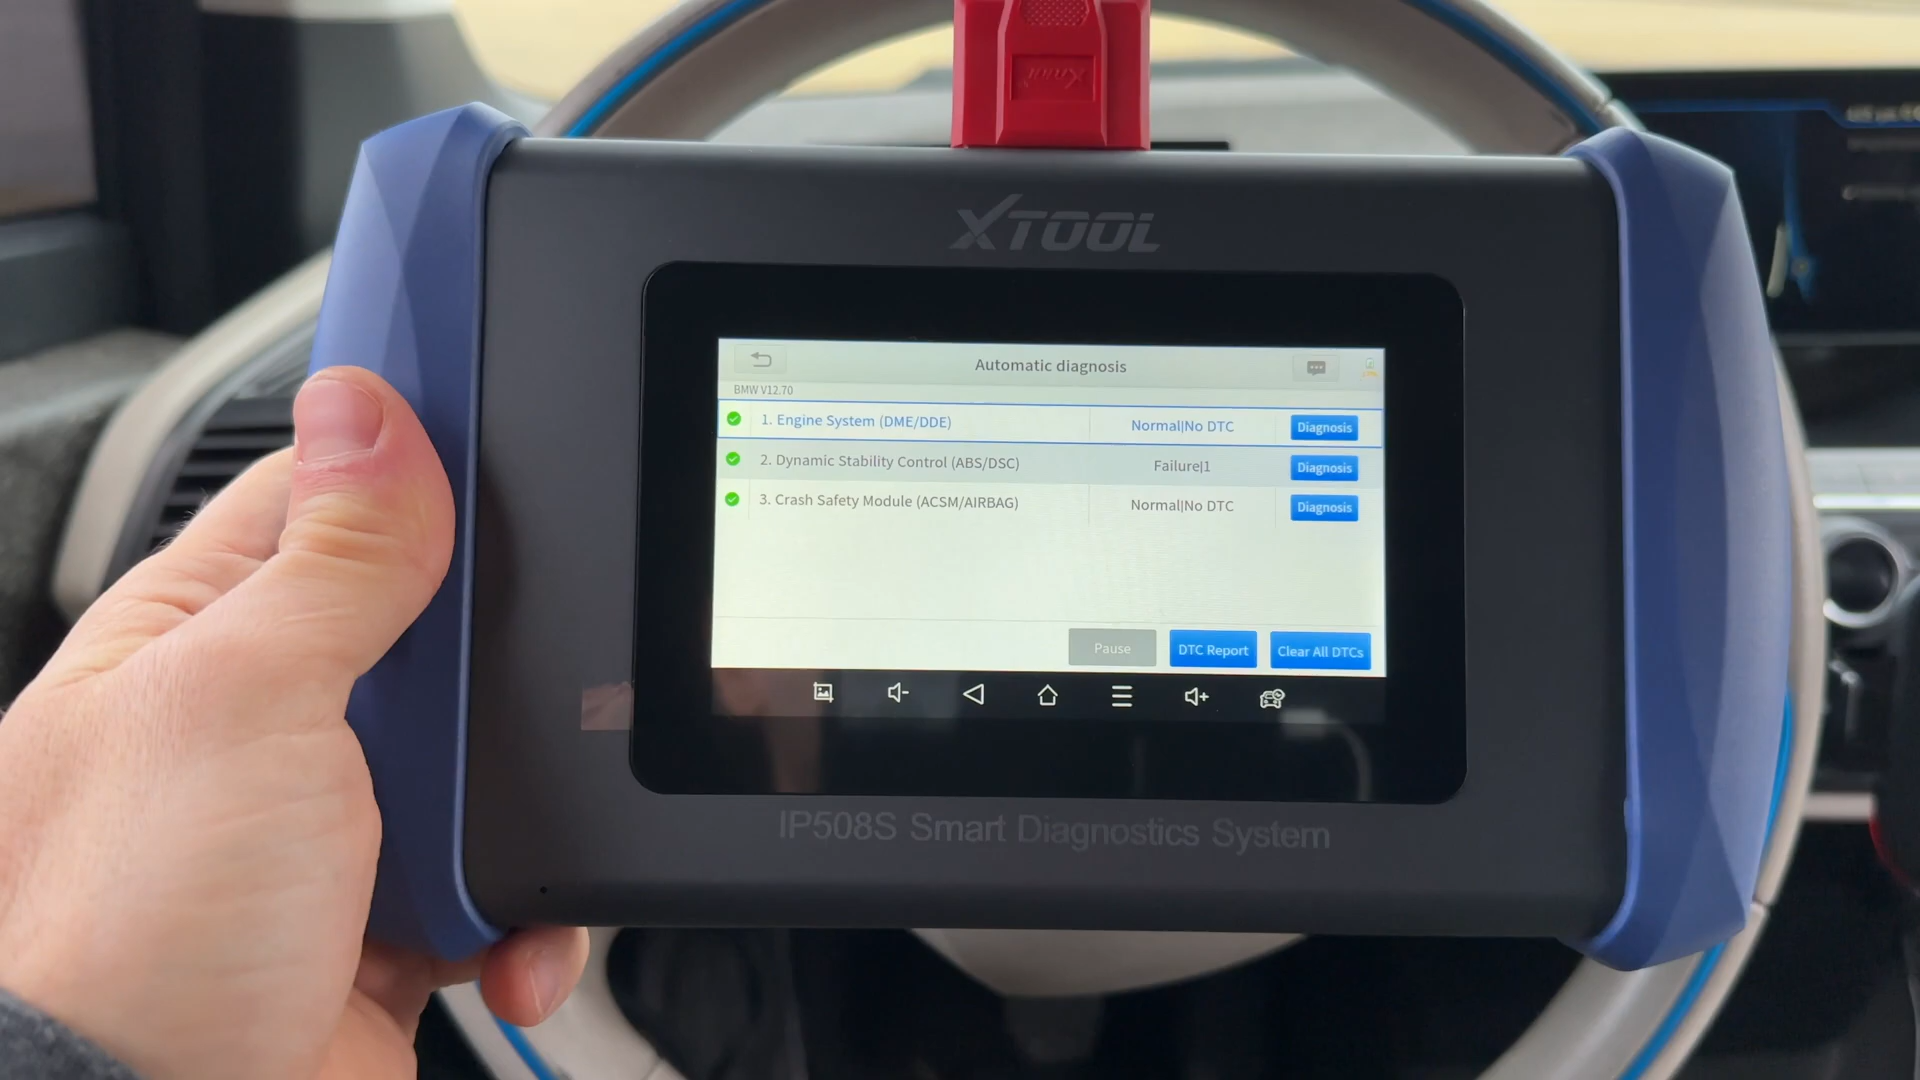 Xtool
XTOOL
Automatic diagnosis
BMW V12.70
1. Engine System (DME/DDE) Normal|No DTC Diagnosis
2. Dynamic Stability Control (ABS/DSC) Failure|1 Diagnosis
3. Crash Safety Module (ACSM/AIRBAG) Normal|No DTC Diagnosis
Pause DTC Report Clear All DTCs
IP508S Smart Diagnostics System